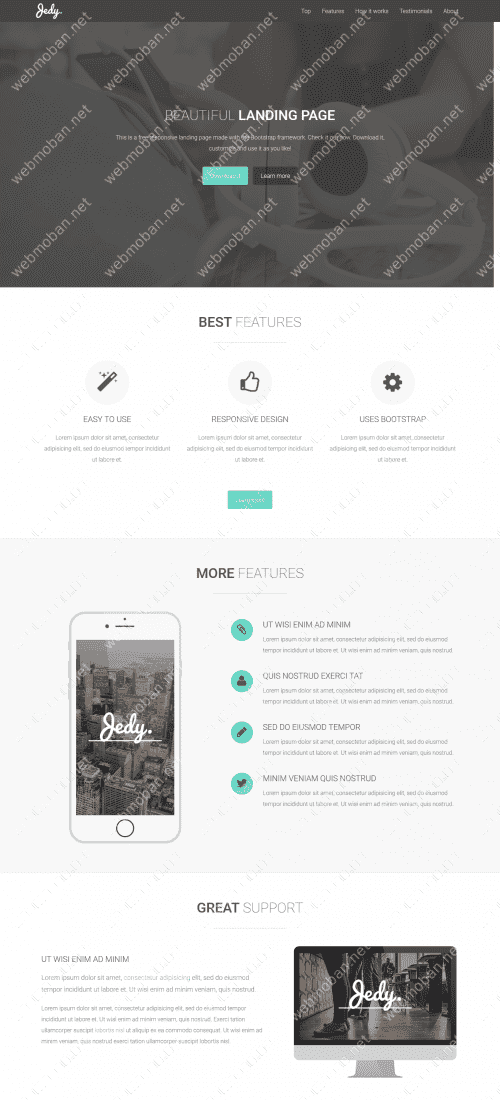 Jedy.
Top Features How it works Testimonials About
BEAUTIFUL LANDING PAGE
This is a free responsive landing page made with the Bootstrap framework. Check it out now. Download it,
customize and use it as you like!
Download it Learn more
BEST FEATURES
EASY TO USE RESPONSIVE DESIGN USES BOOTSTRAP
Lorem ipsum dolor sit amet, consectetur Lorem ipsum dolor sit amet, consectetur Lorem ipsum dolor sit amet, consectetur
adipisicing elit, sed do eiusmod tempor incididunt adipisicing elit, sed do eiusmod tempor incididunt adipisicing elit, sed do eiusmod tempor incididunt
ut labore et. ut labore et. ut labore et.
MORE FEATURES
UT WISI ENIM AD MINIM
Lorem ipsum dolor sit amet, consectetur adipisicing elit, sed do eiusmod
tempor incididunt ut labore et. Ut wisi enim ad minim veniam, quis nostrud.
QUIS NOSTRUD EXERCI TAT
Lorem ipsum dolor sit amet, consectetur adipisicing elit, sed do eiusmod
tempor incididunt ut labore et. Ut wisi enim ad minim veniam, quis nostrud.
SED DO EIUSMOD TEMPOR
Lorem ipsum dolor sit amet, consectetur adipisicing elit, sed do eiusmod
tempor incididunt ut labore et. Ut wisi enim ad minim veniam, quis nostrud.
MINIM VENIAM QUIS NOSTRUD
Lorem ipsum dolor sit amet, consectetur adipisicing elit, sed do eiusmod
tempor incididunt ut labore et. Ut wisi enim ad minim veniam, quis nostrud.
Jedy.
GREAT SUPPORT
UT WISI ENIM AD MINIM
Lorem ipsum dolor sit amet, consectetur adipisicing elit, sed do eiusmod
tempor incididunt ut labore et. Ut wisi enim ad minim veniam, quis nostrud.
Lorem ipsum dolor sit amet, consectetur adipisicing elit, sed do eiusmod tempor
incididunt ut labore et. Ut wisi enim ad minim veniam, quis nostrud. Exerci tation
ullamcorper suscipit lobortis nisl ut aliquip ex ea commodo consequat. Ut wisi enim ad
minim veniam, quis nostrud exerci tation ullamcorper suscipit lobortis nisl
Jedy.
webmoban.net